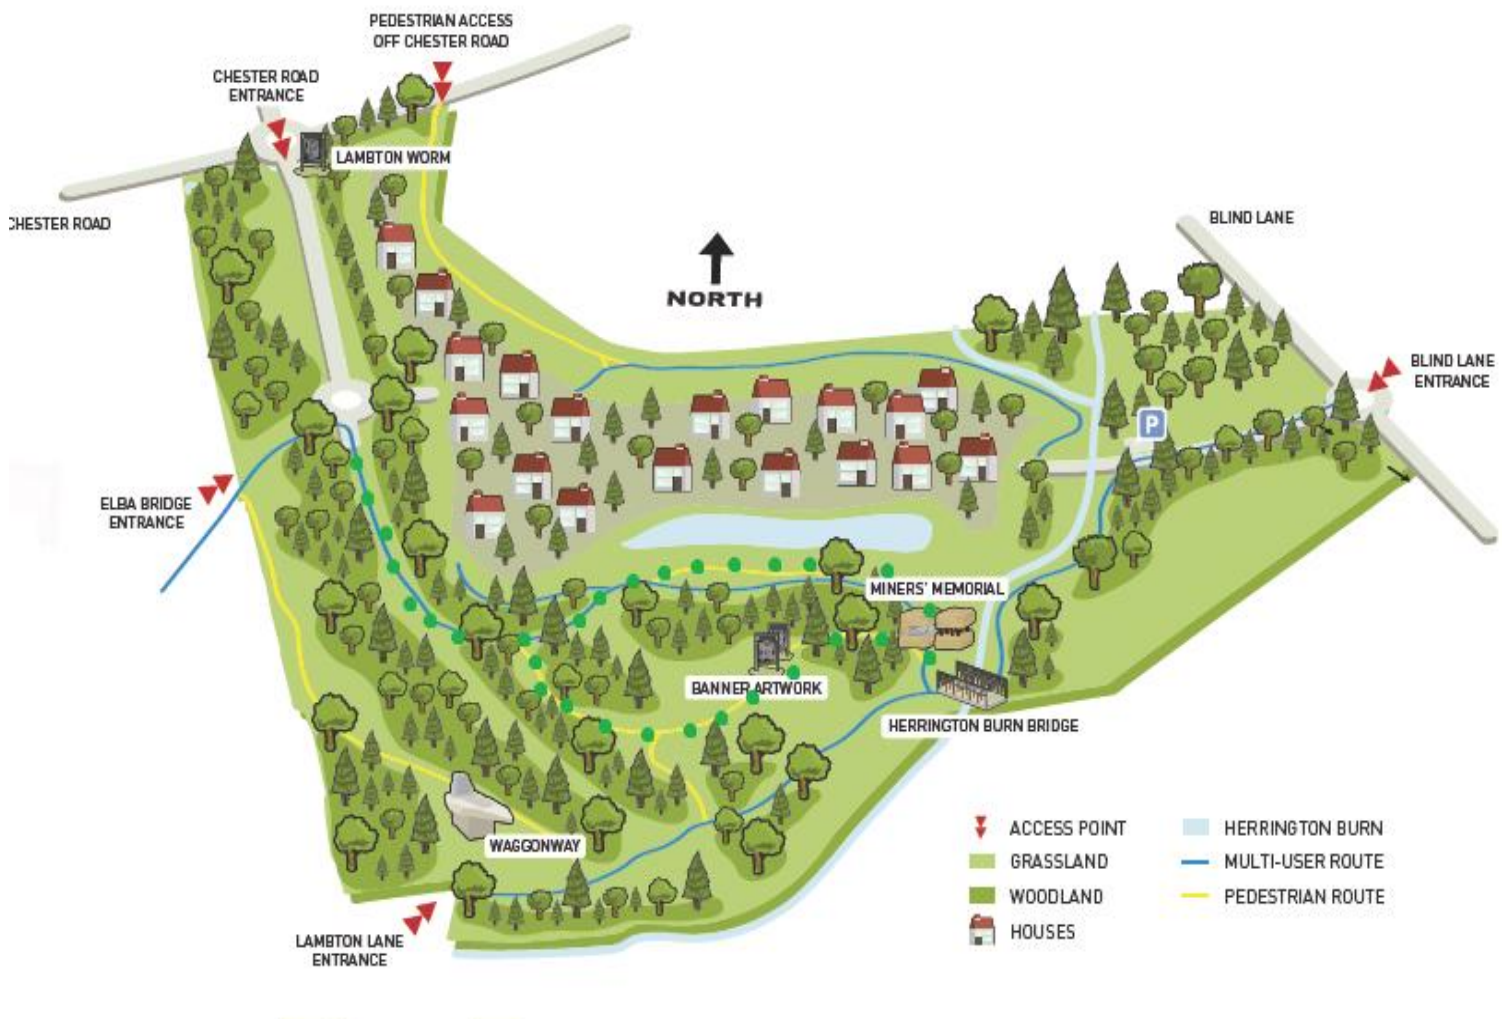 PEDESTRIAN ACCESS
OFF CHESTER ROAD
CHESTER ROAD
ENTRANCE
LAMBTON WORM
CHESTER ROAD
BLIND LANE
NORTH
BLIND LANE
ENTRANCE
P
ELBA BRIDGE
ENTRANCE
MINERS' MEMORIAL
BANNER ARTWORK
HERRINGTON BURN BRIDGE
WAGGONWAY
LAMBTON LANE
ENTRANCE
ACCESS POINT
GRASSLAND
WOODLAND
HOUSES
HERRINGTON BURN
MULTI-USER ROUTE
PEDESTRIAN ROUTE